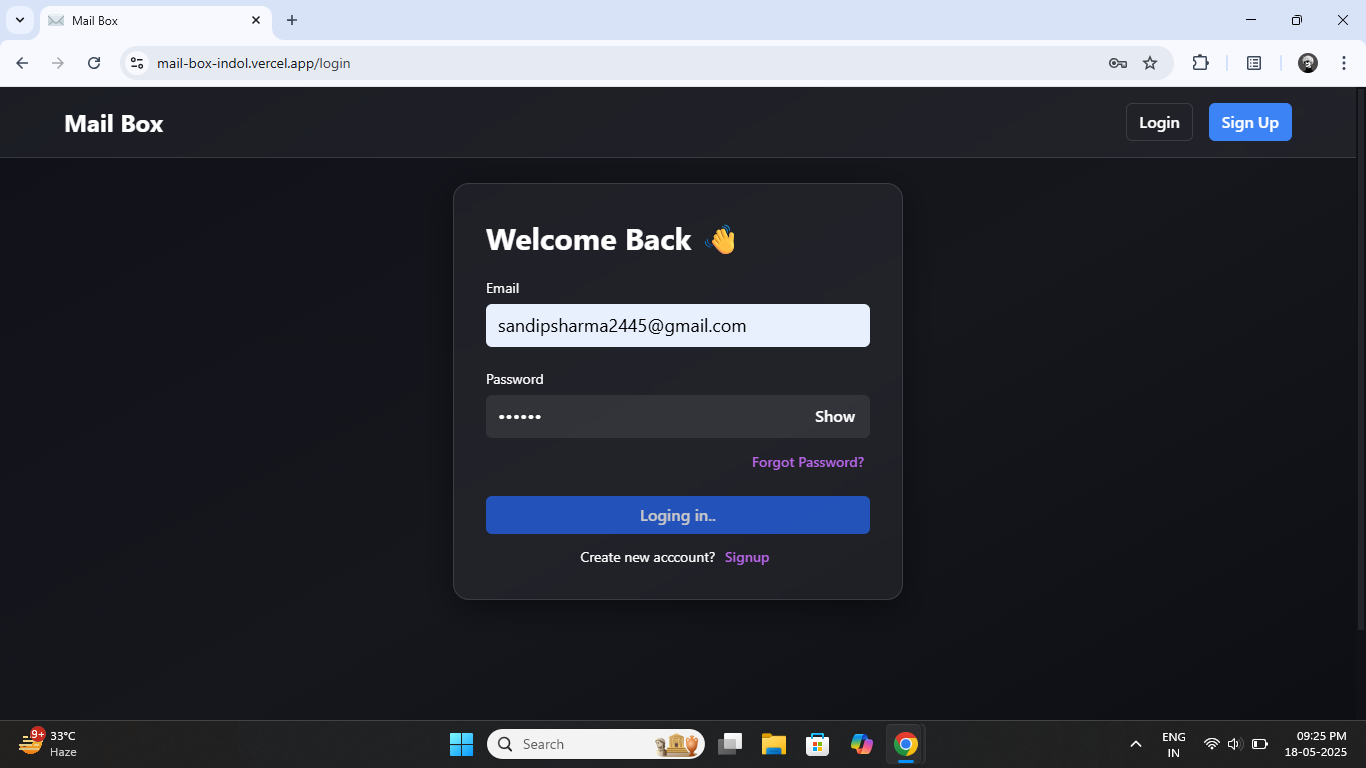 Mail Box
mail-box-indol.vercel.app/login
Mail Box
Login
Sign Up
Welcome Back 👋
Email
sandipsharma2445@gmail.com
Password
••••••
Show
Forgot Password?
Loging in..
Create new acccount? Signup
9+
33°C
Haze
Search
ENG
IN
09:25 PM
18-05-2025